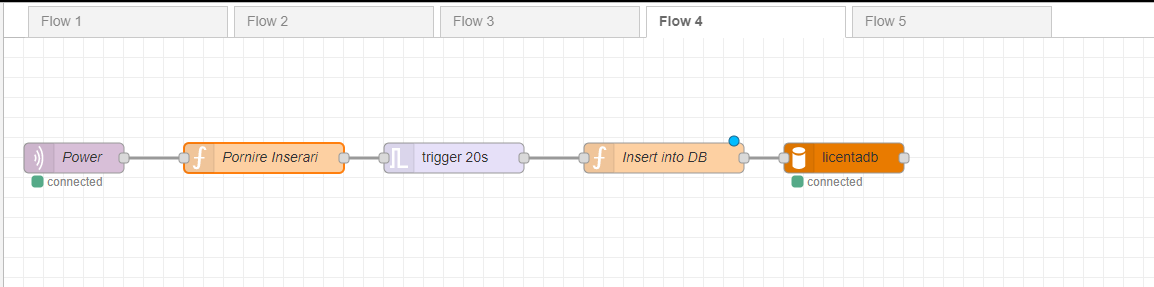 Flow 1
Flow 2
Flow 3
Flow 4
Flow 5
Power
Pornire Inserari
trigger 20s
Insert into DB
licentadb
connected
connected